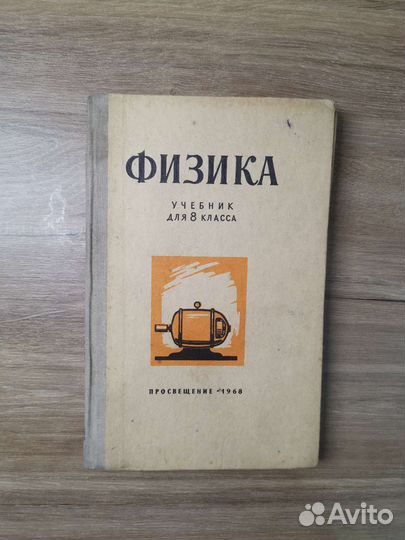 ФИЗИКА
УЧЕБНИК
ДЛЯ 8 КЛАССА
ПРОСВЕЩЕНИЕ • 1968
Avito